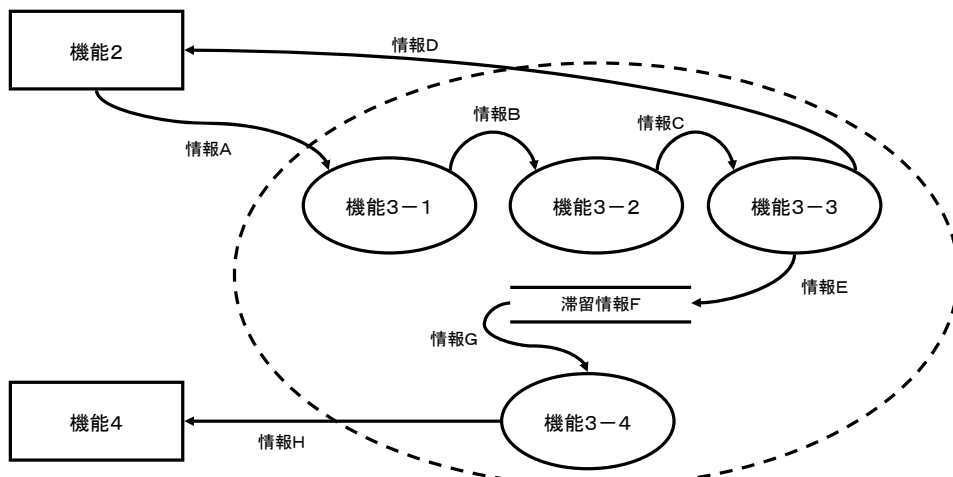 機能2
情報D
情報A
情報B
情報C
機能3－1
機能3－2
機能3－3
情報E
滞留情報F
情報G
機能4
機能3－4
情報H